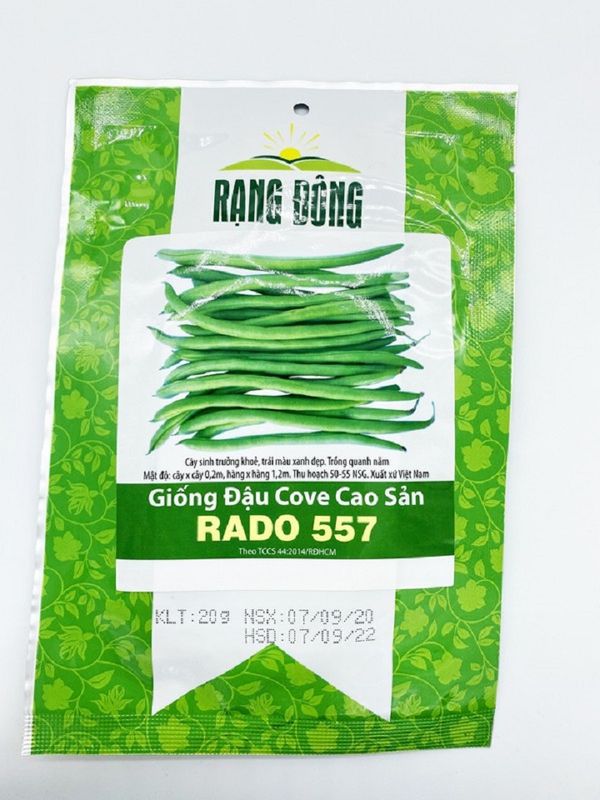 RẠNG ĐÔNG
Cây sinh trưởng khoẻ, trái màu xanh đẹp. Trồng quanh năm
Mật độ: cây x cây 0,2m, hàng x hàng 1,2m. Thu hoạch 50-55 NSG. Xuất xứ Việt Nam
Giống Đậu Cove Cao Sản
RADO 557
Theo TCCS 44:2014/RĐHCM
KLT:20g NSX:07/09/20
HSD:07/09/22